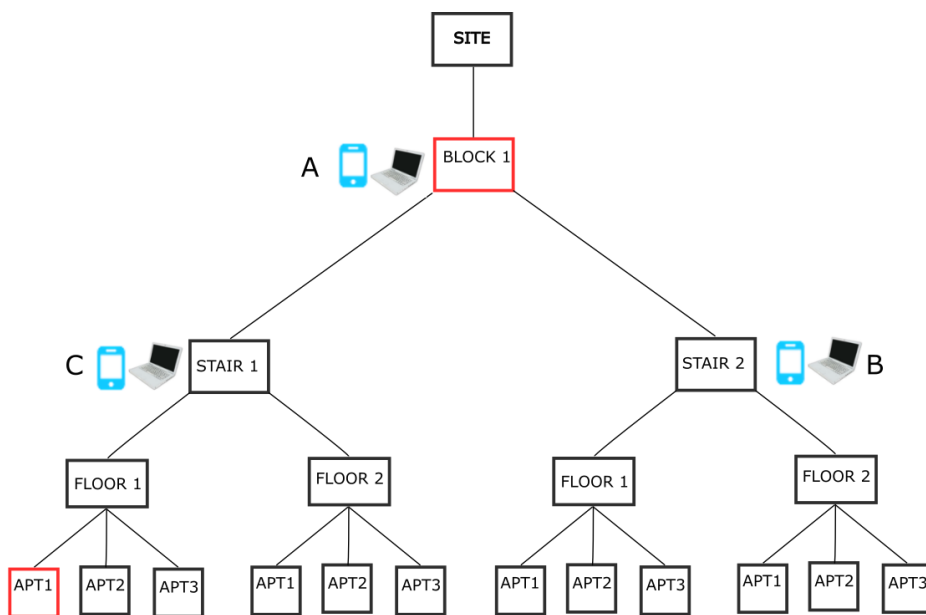 SITE
BLOCK 1
A
C
STAIR 1
STAIR 2
B
FLOOR 1
FLOOR 2
FLOOR 1
FLOOR 2
APT1
APT2
APT3
APT1
APT2
APT3
APT1
APT2
APT3
APT1
APT2
APT3